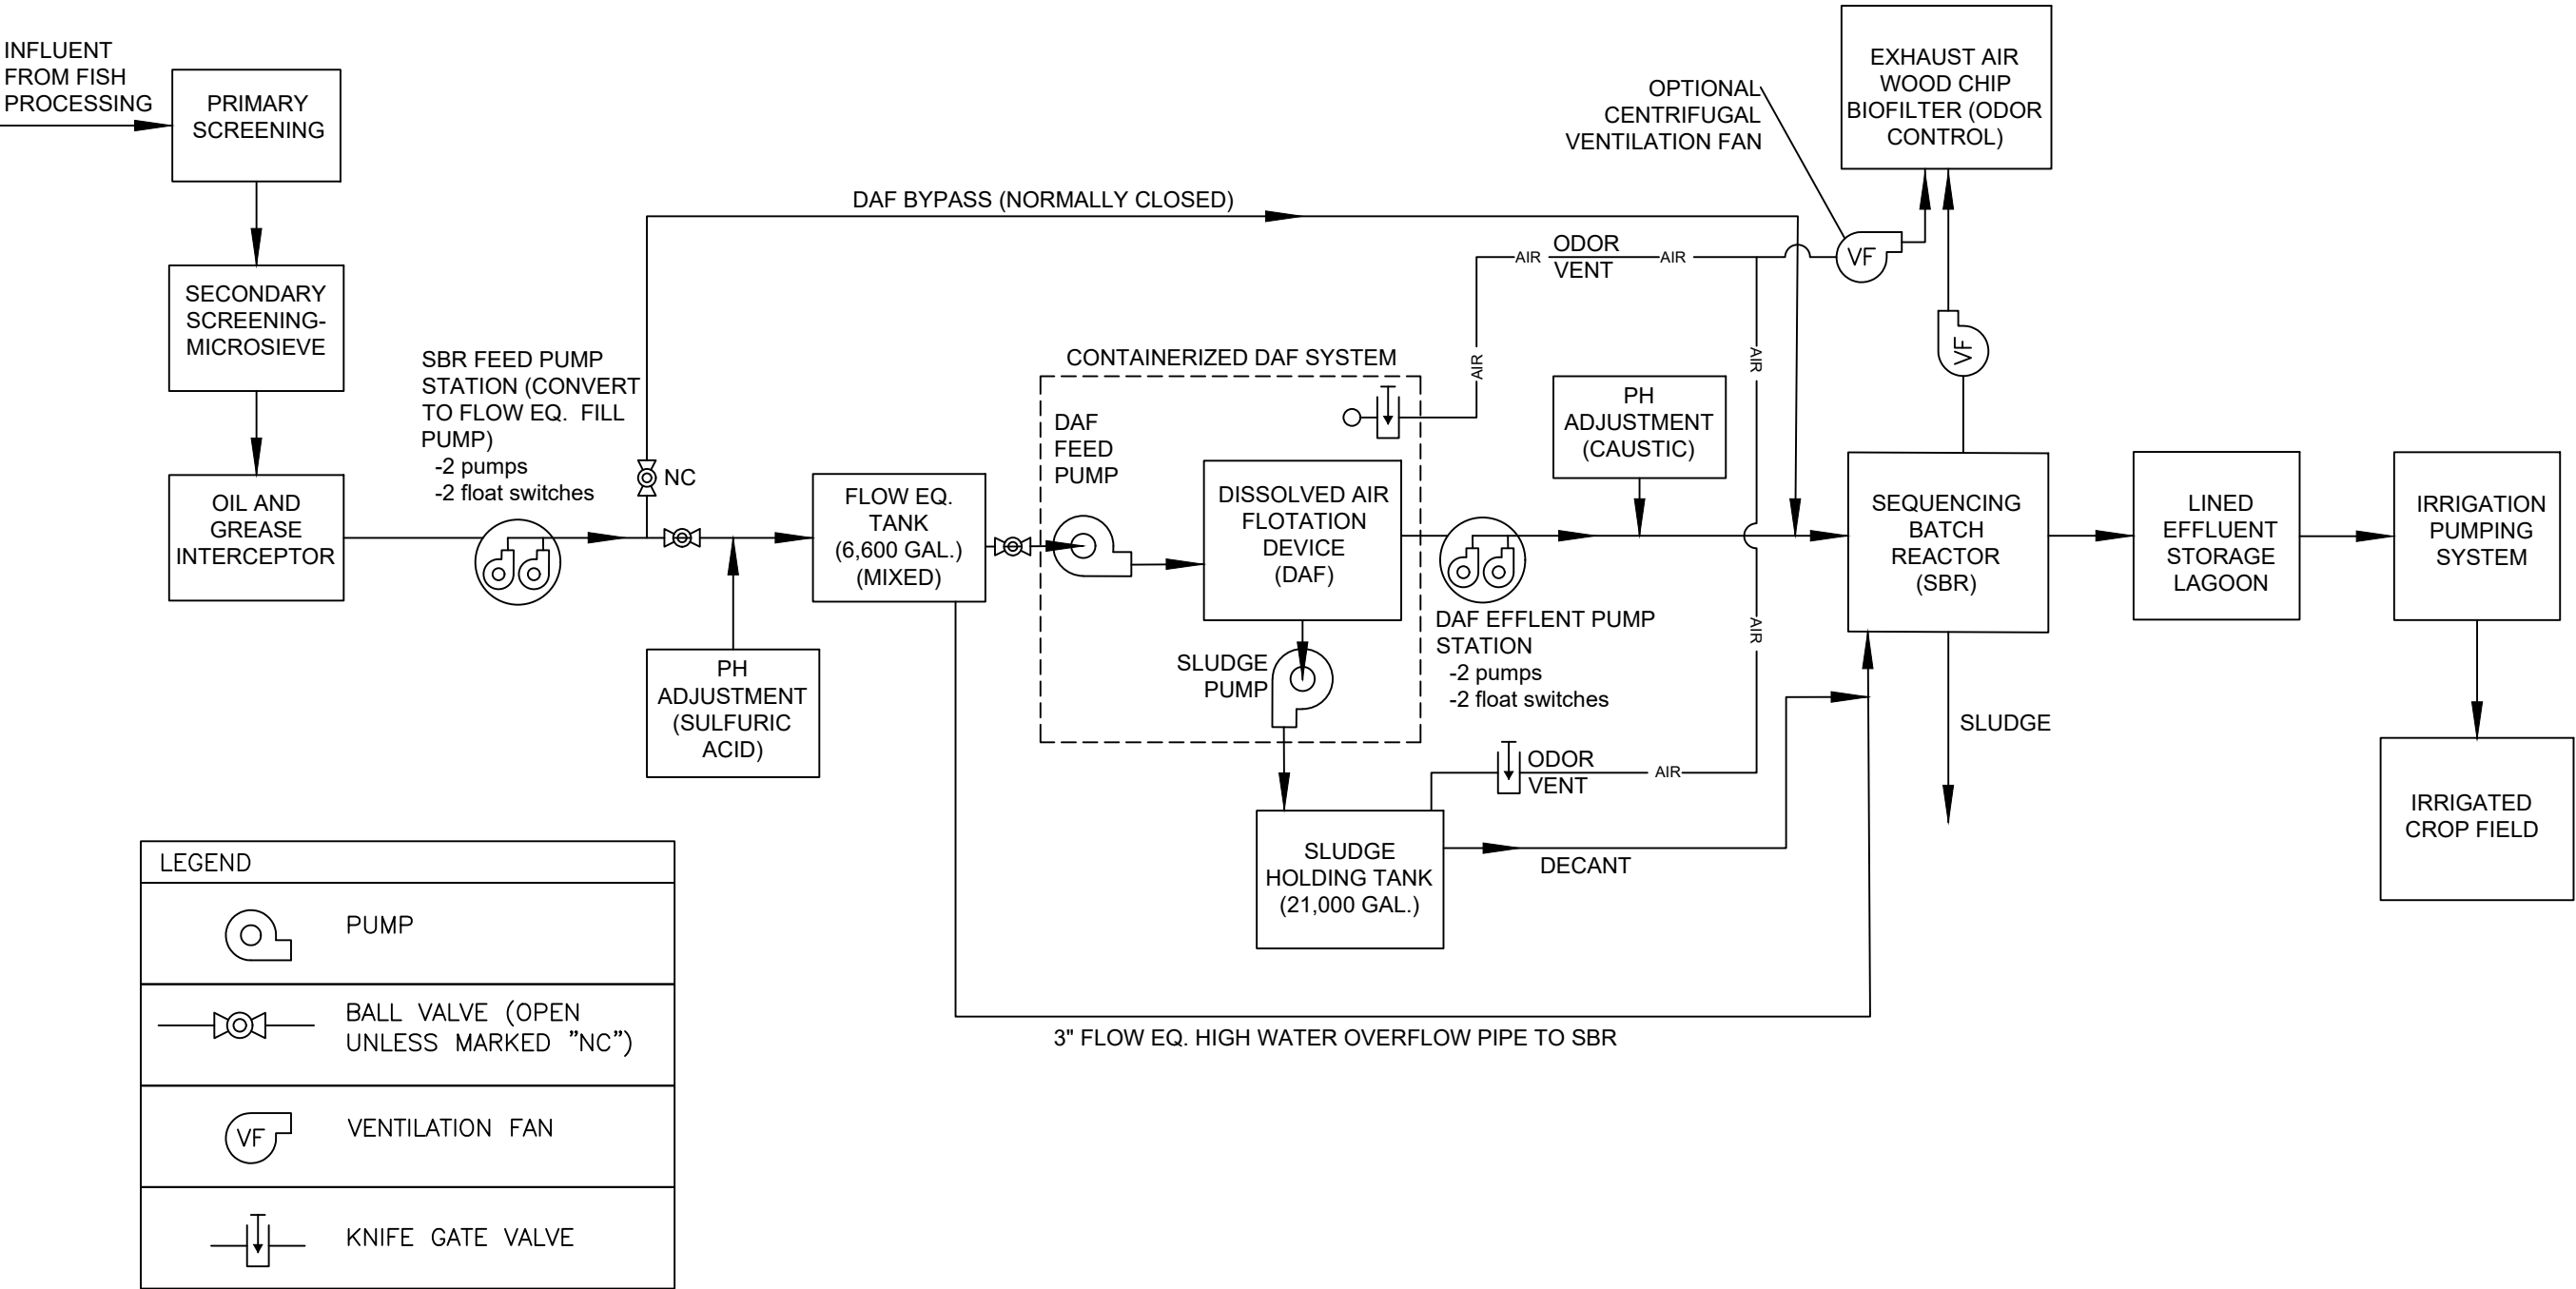 INFLUENT
FROM FISH
PROCESSING
PRIMARY
SCREENING
SECONDARY
SCREENING-
MICROSIEVE
OIL AND
GREASE
INTERCEPTOR
SBR FEED PUMP
STATION (CONVERT
TO FLOW EQ. FILL
PUMP)
-2 pumps
-2 float switches
NC
DAF BYPASS (NORMALLY CLOSED)
PH
ADJUSTMENT
(SULFURIC
ACID)
FLOW EQ.
TANK
(6,600 GAL.)
(MIXED)
CONTAINERIZED DAF SYSTEM
DAF
FEED
PUMP
DISSOLVED AIR
FLOTATION
DEVICE
(DAF)
SLUDGE
PUMP
AIR
AIR
ODOR
VENT
AIR
OPTIONAL
CENTRIFUGAL
VENTILATION FAN
VF
EXHAUST AIR
WOOD CHIP
BIOFILTER (ODOR
CONTROL)
VF
PH
ADJUSTMENT
(CAUSTIC)
AIR
AIR
DAF EFFLENT PUMP
STATION
-2 pumps
-2 float switches
ODOR
VENT
AIR
SLUDGE
HOLDING TANK
(21,000 GAL.)
DECANT
3" FLOW EQ. HIGH WATER OVERFLOW PIPE TO SBR
SEQUENCING
BATCH
REACTOR
(SBR)
SLUDGE
LINED
EFFLUENT
STORAGE
LAGOON
IRRIGATION
PUMPING
SYSTEM
IRRIGATED
CROP FIELD
LEGEND
PUMP
BALL VALVE (OPEN
UNLESS MARKED "NC")
VF
VENTILATION FAN
KNIFE GATE VALVE